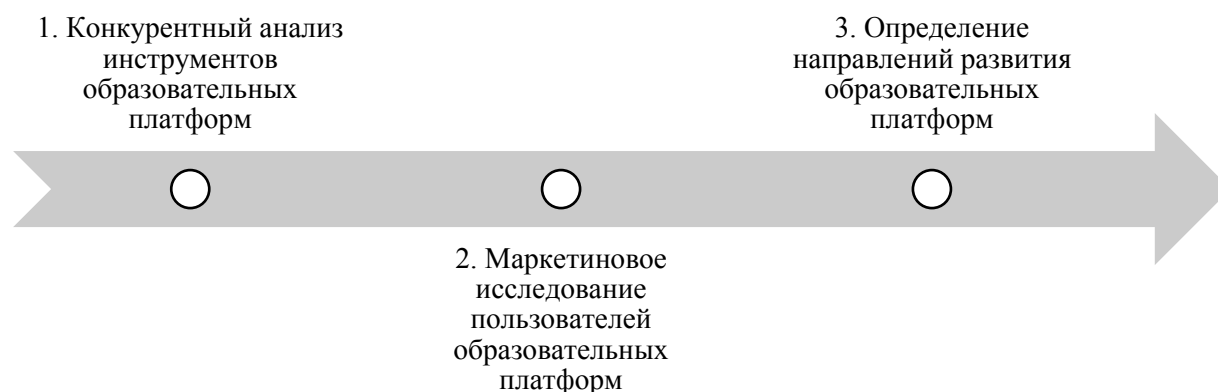 1. Конкурентный анализ
инструментов
образовательных
платформ
2. Маркетиновое
исследование
пользователей
образовательных
платформ
3. Определение
направлений развития
образовательных
платформ